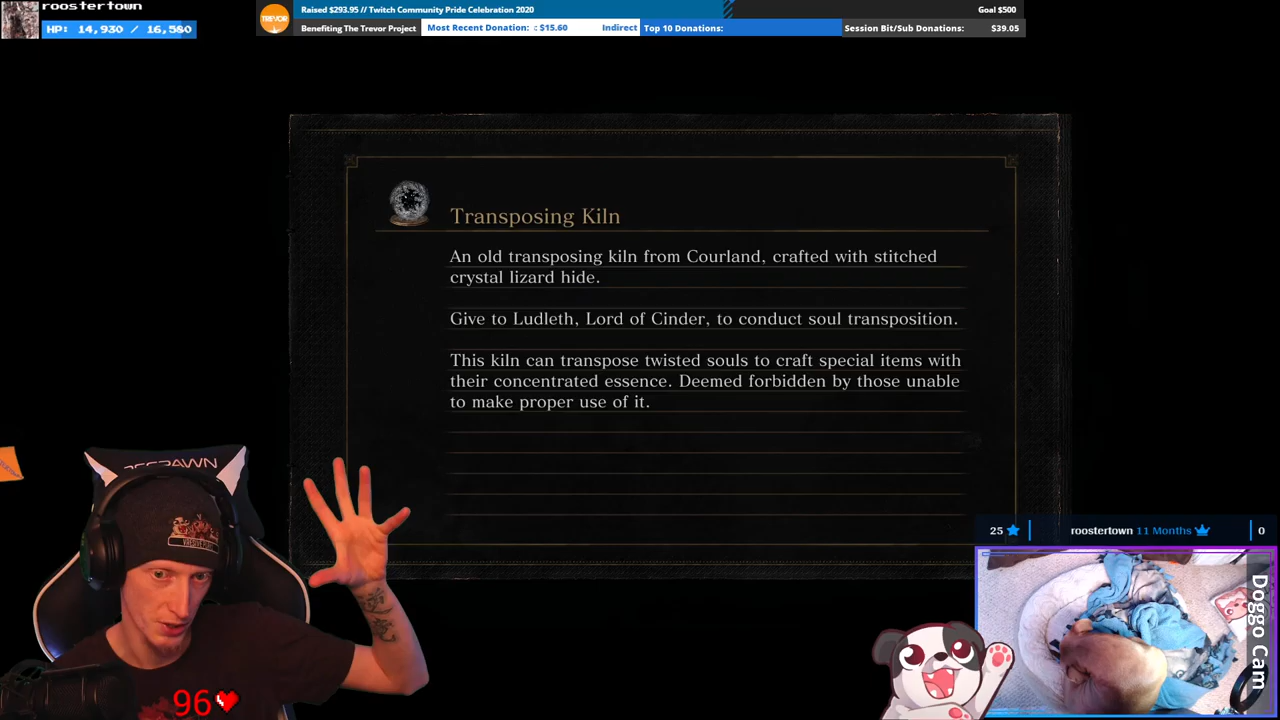 roostertown
HP: 14,930 / 16,580
TREVOR
Raised $293.95 // Twitch Community Pride Celebration 2020
Goal $500
Benefiting The Trevor Project
Most Recent Donation: : $15.60
Indirect
Top 10 Donations:
Session Bit/Sub Donations:
$39.05
Transposing Kiln
An old transposing kiln from Courland, crafted with stitched
crystal lizard hide.
Give to Ludleth, Lord of Cinder, to conduct soul transposition.
This kiln can transpose twisted souls to craft special items with
their concentrated essence. Deemed forbidden by those unable
to make proper use of it.
25
roostertown 11 Months
0
Doggo Cam
96